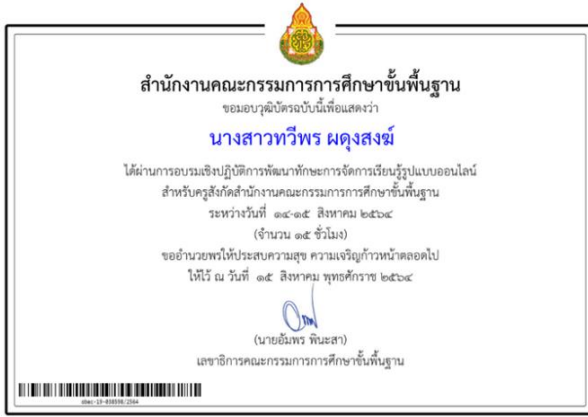 สำนักงานคณะกรรมการการศึกษาขั้นพื้นฐาน
ขอมอบวุฒิบัตรฉบับนี้เพื่อแสดงว่า
นางสาวทวีพร ผดุงสงฆ์
ได้ผ่านการอบรมเชิงปฏิบัติการพัฒนาทักษะการจัดการเรียนรู้รูปแบบออนไลน์
สำหรับครูสังกัดสำนักงานคณะกรรมการการศึกษาขั้นพื้นฐาน
ระหว่างวันที่ ๑๔-๑๕ สิงหาคม ๒๕๖๔
(จำนวน ๑๕ ชั่วโมง)
ขออำนวยพรให้ประสบความสุข ความเจริญก้าวหน้าตลอดไป
ให้ไว้ ณ วันที่ ๑๕ สิงหาคม พุทธศักราช ๒๕๖๔
(นายอัมพร พินะสา)
เลขาธิการคณะกรรมการการศึกษาขั้นพื้นฐาน